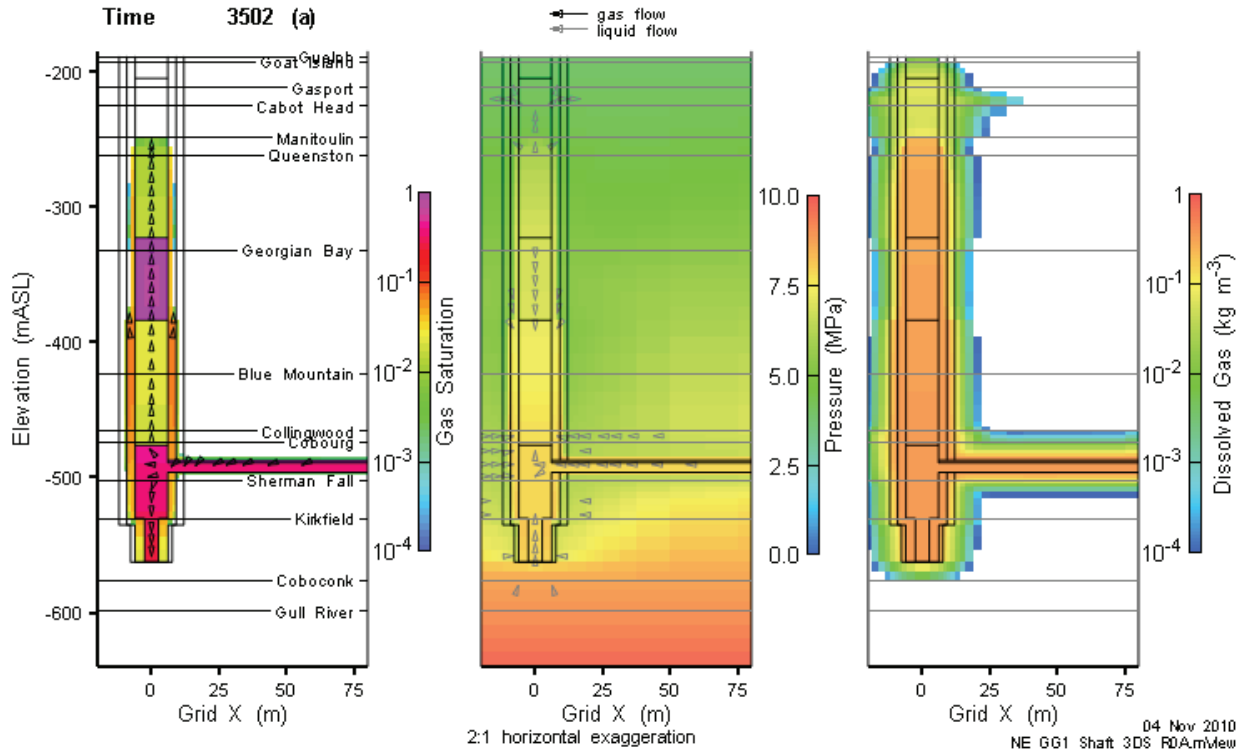 Time 3502 (a)
gas flow
liquid flow
Guelph
Goat Island
Gasport
Cabot Head
Manitoulin
Queenston
Georgian Bay
Blue Mountain
Collingwood
Cobourg
Sherman Fall
Kirkfield
Coboconk
Gull River
Elevation (mASL)
-200
-300
-400
-500
-600
0 25 50 75
Grid X (m)
1
10-1
10-2
10-3
10-4
Gas Saturation
0 25 50 75
Grid X (m)
2:1 horizontal exaggeration
10.0
7.5
5.0
2.5
0.0
Pressure (MPa)
0 25 50 75
Grid X (m)
1
10-1
10-2
10-3
10-4
Dissolved Gas (kg m-3)
04 Nov 2010
NE GG1 Shaft 3DS R0A.mView